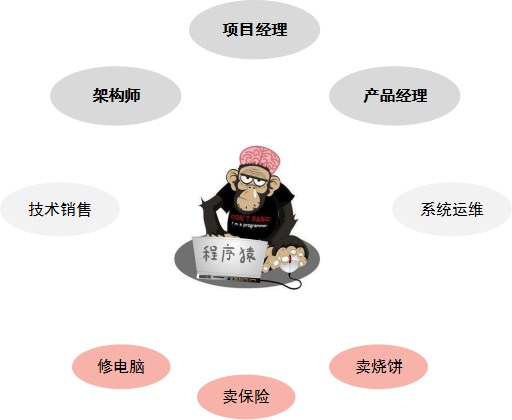 项目经理
架构师
产品经理
技术销售
系统运维
DON'T PANIC
I'm a programmer
程序猿
修电脑
卖烧饼
卖保险